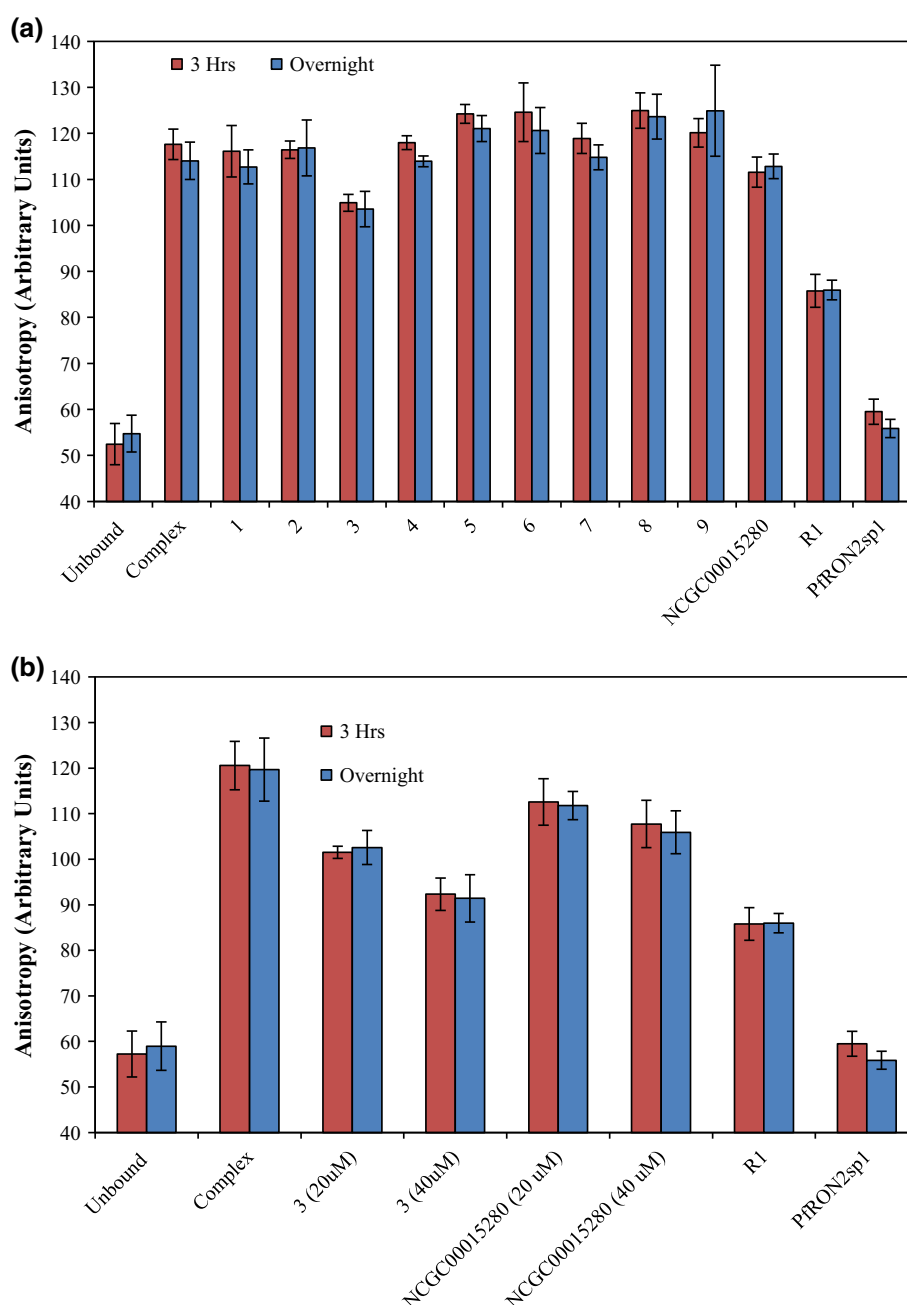 (a)
140
130
120
110
100
90
80
70
60
50
40
Anisotropy (Arbitrary Units)
3 Hrs
Overnight
Unbound
Complex
1
2
3
4
5
6
7
8
9
NCGC00015280
R1
PfRON2sp1
(b)
140
130
120
110
100
90
80
70
60
50
40
Anisotropy (Arbitrary Units)
3 Hrs
Overnight
Unbound
Complex
3 (20uM)
3 (40uM)
NCGC00015280 (20 uM)
NCGC00015280 (40 uM)
R1
PfRON2sp1